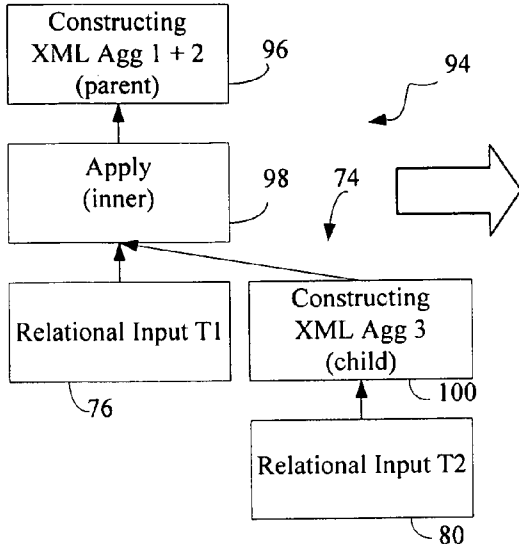 Constructing
XML Agg 1 + 2
(parent)
96
94
Apply
(inner)
98
74
Relational Input T1
76
Constructing
XML Agg 3
(child)
100
Relational Input T2
80